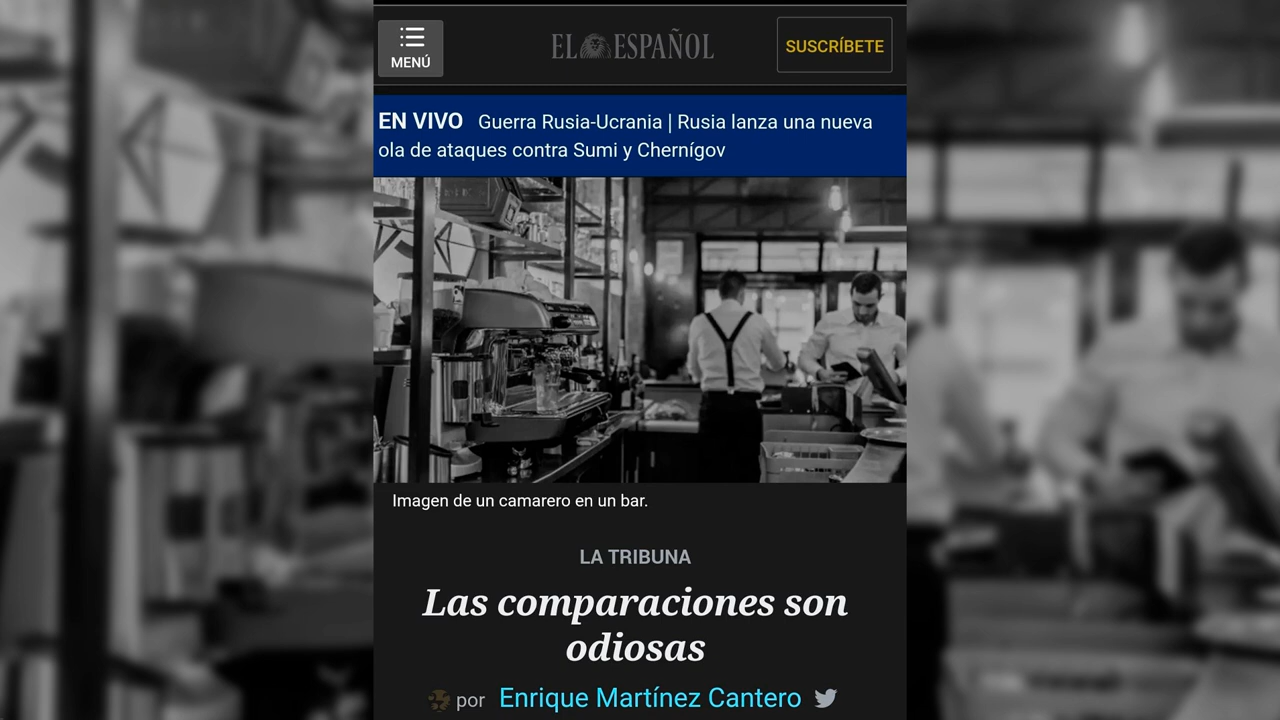 MENÚ
EL ESPAÑOL
SUSCRÍBETE
EN VIVO Guerra Rusia-Ucrania | Rusia lanza una nueva
ola de ataques contra Sumi y Chernígov
Imagen de un camarero en un bar.
LA TRIBUNA
Las comparaciones son
odiosas
por Enrique Martínez Cantero